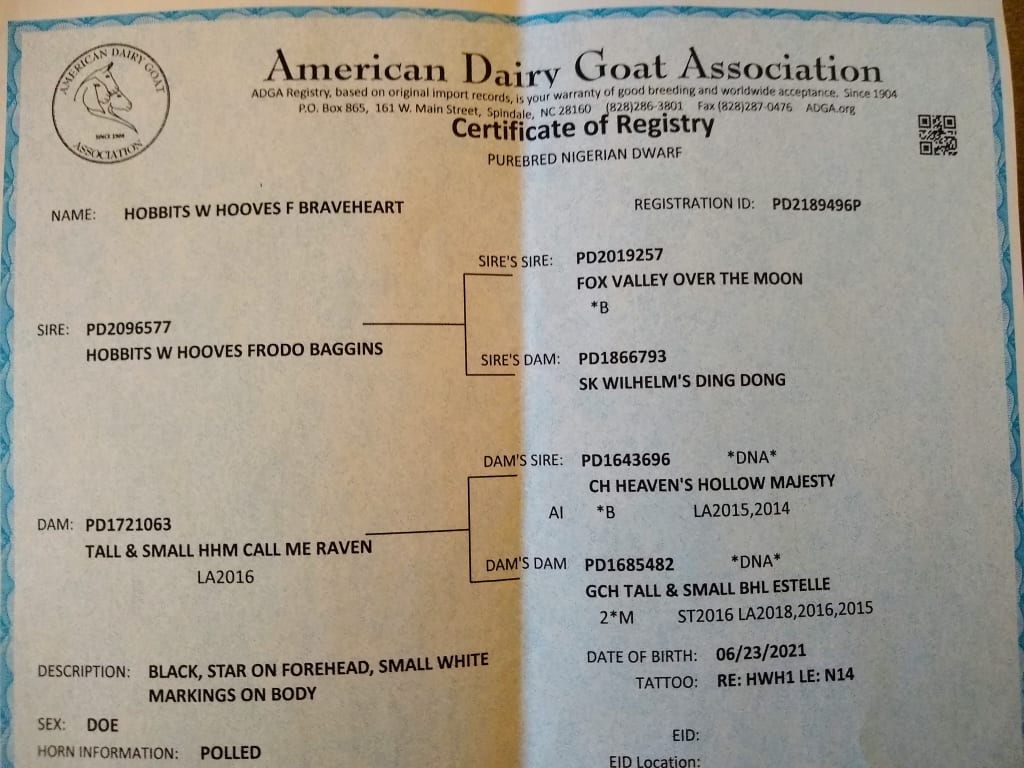 AMERICAN DAIRY GOAT
SINCE 1904
ASSOCIATION
American Dairy Goat Association
ADGA Registry, based on original import records, is your warranty of good breeding and worldwide acceptance. Since 1904
P.O. Box 865, 161 W. Main Street, Spindale, NC 28160 (828)286-3801 Fax (828)287-0476 ADGA.org
Certificate of Registry
PUREBRED NIGERIAN DWARF
NAME: HOBBITS W HOOVES F BRAVEHEART
REGISTRATION ID: PD2189496P
SIRE'S SIRE: PD2019257
FOX VALLEY OVER THE MOON
*B
SIRE: PD2096577
HOBBITS W HOOVES FRODO BAGGINS
SIRE'S DAM: PD1866793
SK WILHELM'S DING DONG
DAM'S SIRE: PD1643696 *DNA*
CH HEAVEN'S HOLLOW MAJESTY
AI *B LA2015,2014
DAM: PD1721063
TALL & SMALL HHM CALL ME RAVEN
LA2016
DAM'S DAM PD1685482 *DNA*
GCH TALL & SMALL BHL ESTELLE
2*M ST2016 LA2018,2016,2015
DESCRIPTION: BLACK, STAR ON FOREHEAD, SMALL WHITE
MARKINGS ON BODY
DATE OF BIRTH: 06/23/2021
TATTOO: RE: HWH1 LE: N14
SEX: DOE
HORN INFORMATION: POLLED
EID:
EID Location: